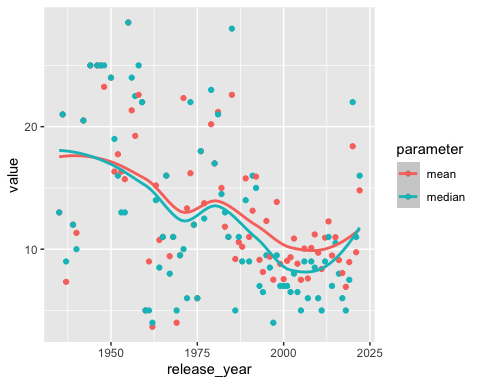 20
10
value
1950
1975
2000
2025
release_year
parameter
mean
median